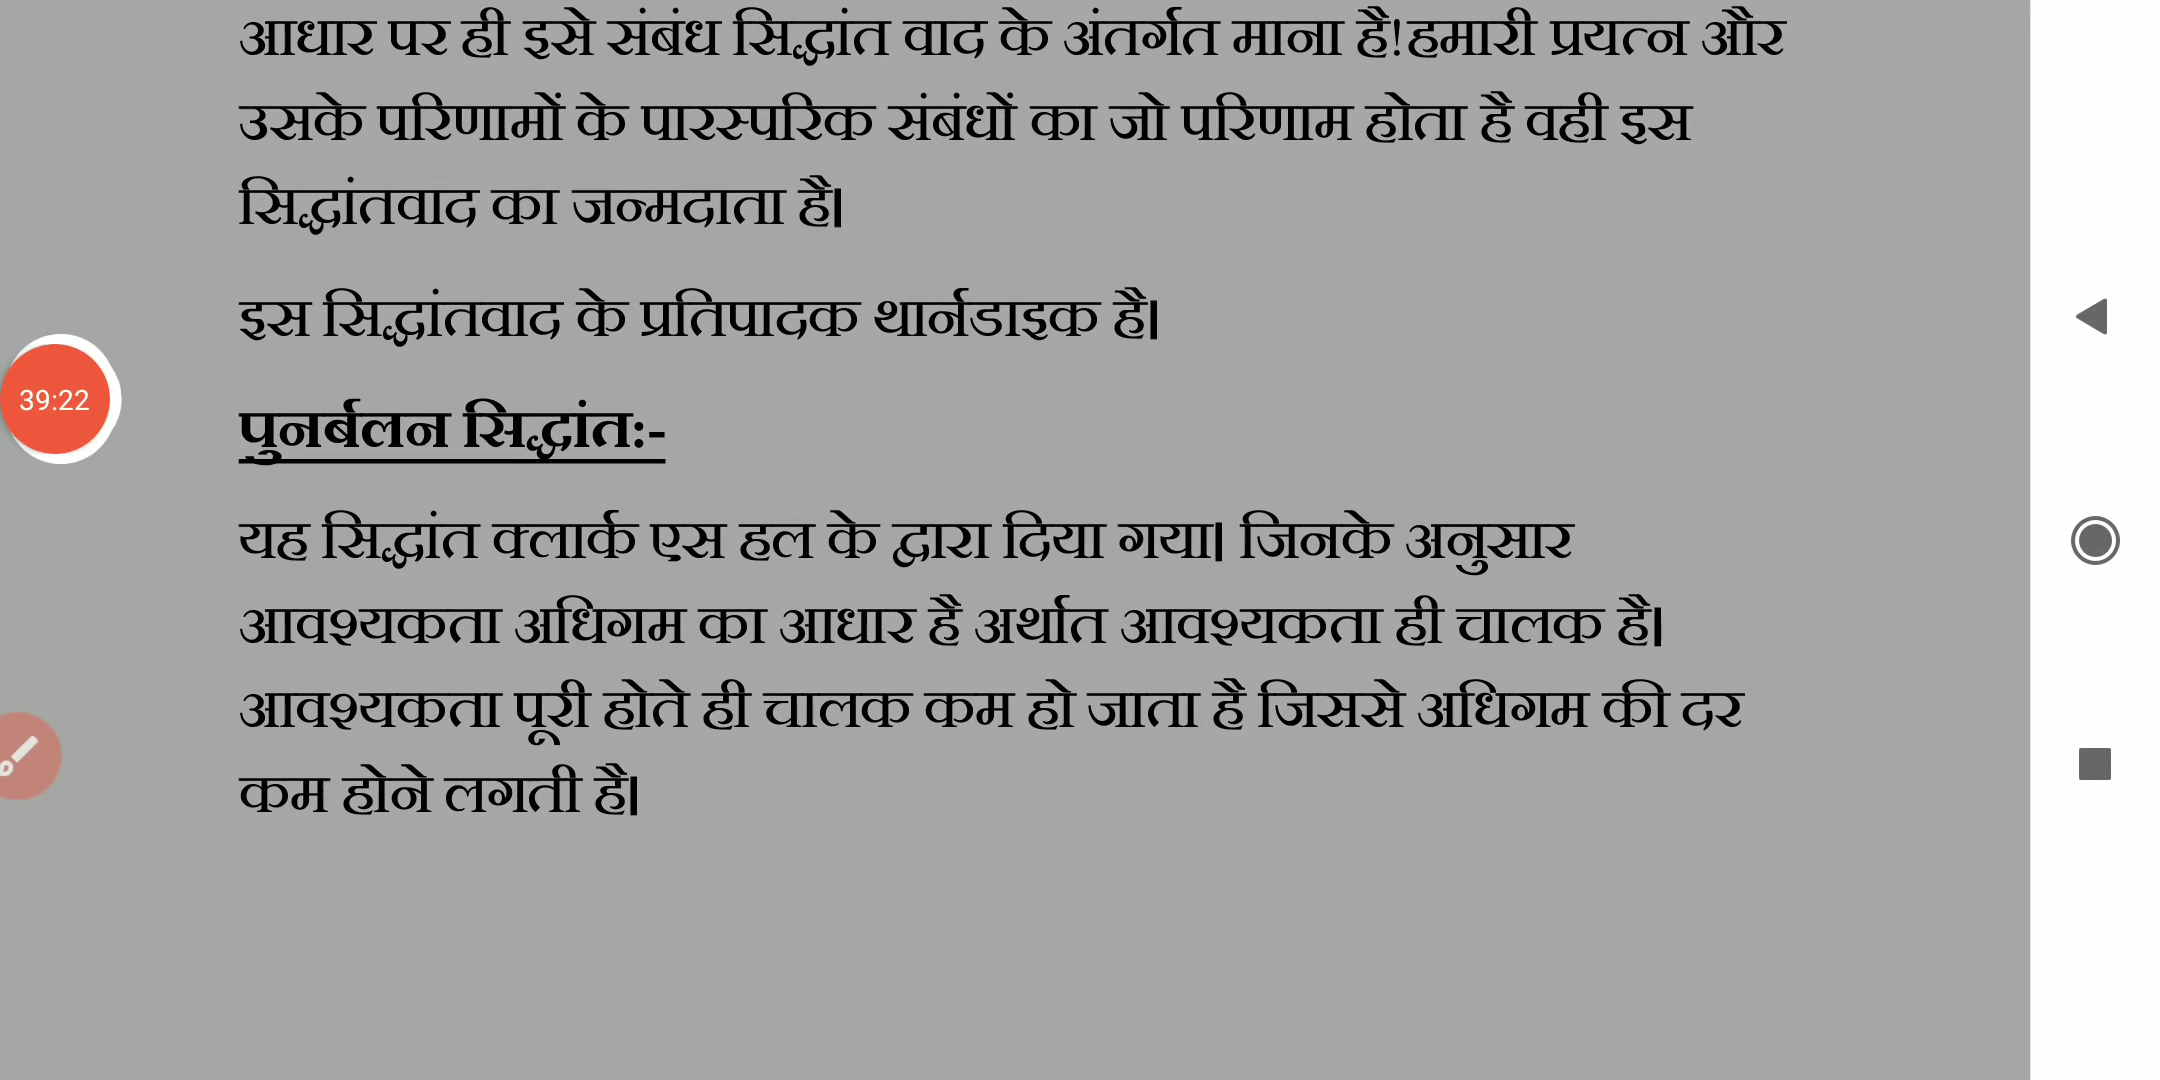 आधार पर ही इसे संबंध सिद्धांत वाद के अंतर्गत माना है!हमारी प्रयत्न और
उसके परिणामों के पारस्परिक संबंधों का जो परिणाम होता है वही इस
सिद्धांतवाद का जन्मदाता है।
इस सिद्धांतवाद के प्रतिपादक थार्नडाइक है।
39:22
पुनर्बलन सिद्धांत:-
यह सिद्धांत क्लार्क एस हल के द्वारा दिया गया। जिनके अनुसार
आवश्यकता अधिगम का आधार है अर्थात आवश्यकता ही चालक है।
आवश्यकता पूरी होते ही चालक कम हो जाता है जिससे अधिगम की दर
कम होने लगती है।